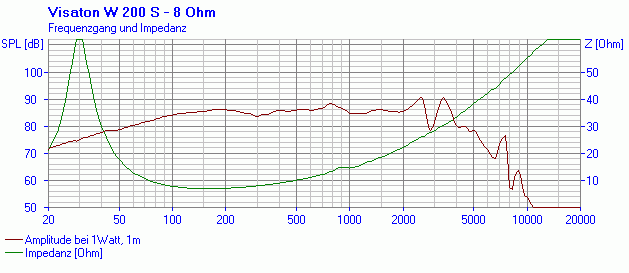 Visaton W 200 S - 8 Ohm
Frequenzgang und Impedanz
SPL [dB] Z [Ohm]
100 50
90 40
80 30
70 20
60 10
50
20 50 100 200 500 1000 2000 5000 10000 20000
Amplitude bei 1Watt, 1m
Impedanz [Ohm]